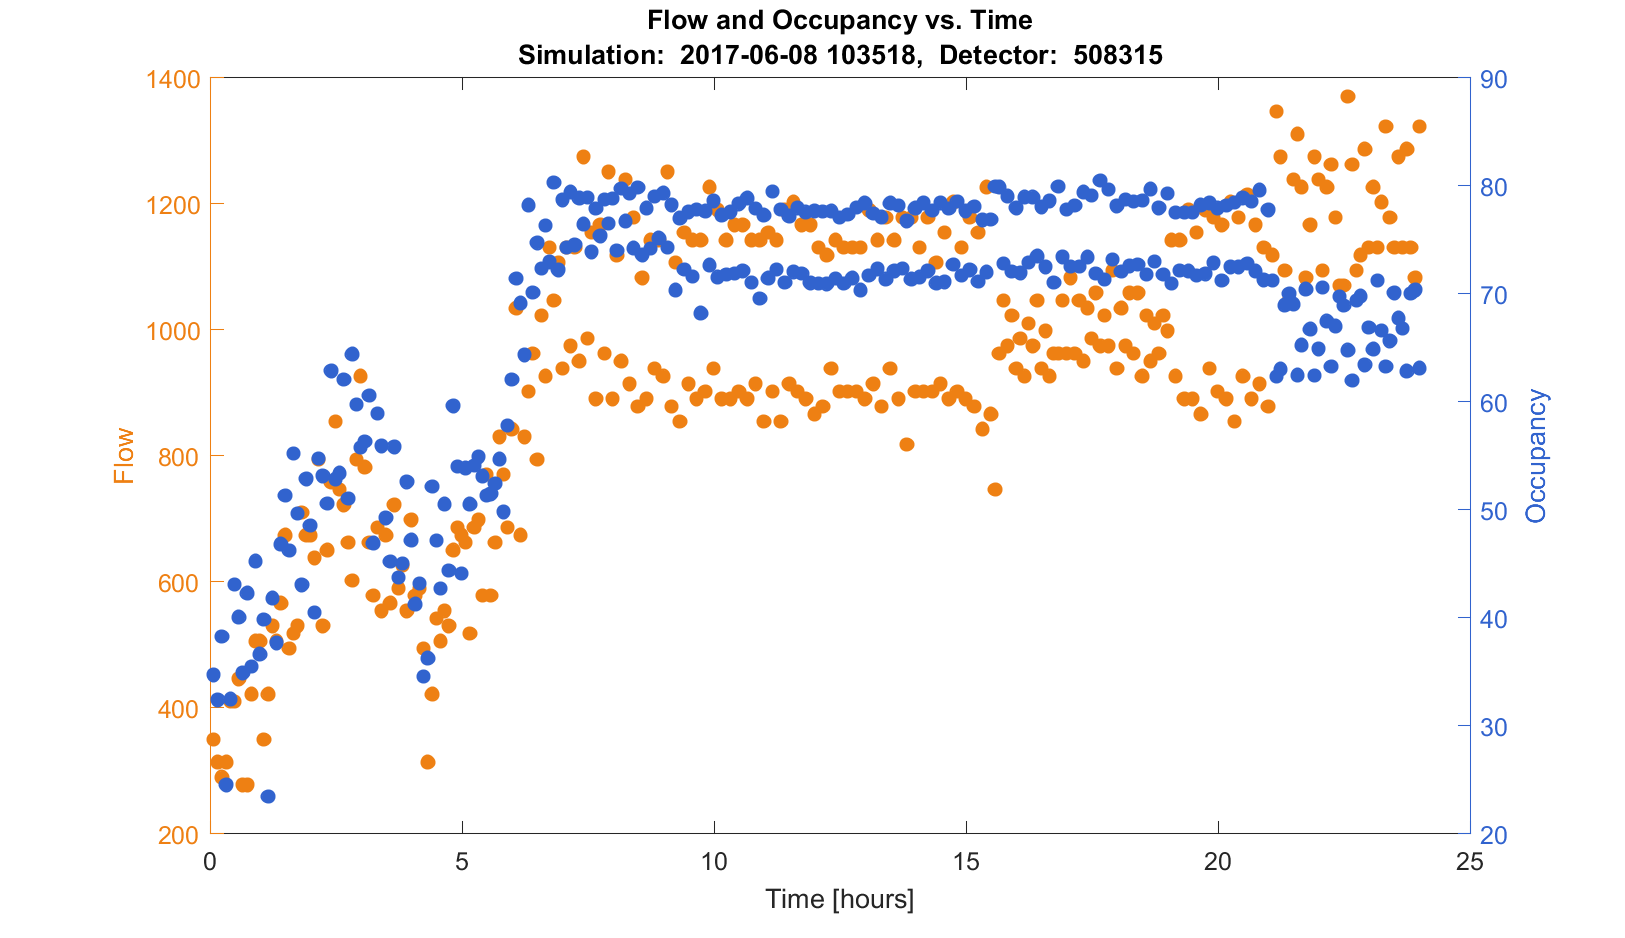 Flow and Occupancy vs. Time
Simulation:  2017-06-08 103518,  Detector:  508315
1400
1200
1000
800
600
400
200
Flow
90
80
70
60
50
40
30
20
Occupancy
0 5 10 15 20 25
Time [hours]